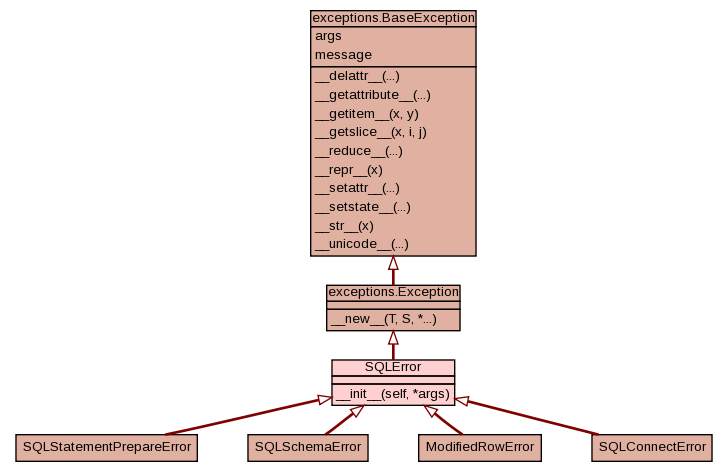 exceptions.BaseException
args
message
__delattr__(...)
__getattribute__(...)
__getitem__(x, y)
__getslice__(x, i, j)
__reduce__(...)
__repr__(x)
__setattr__(...)
__setstate__(...)
__str__(x)
__unicode__(...)
exceptions.Exception
__new__(T, S, *...)
SQLError
__init__(self, *args)
SQLStatementPrepareError
SQLSchemaError
ModifiedRowError
SQLConnectError